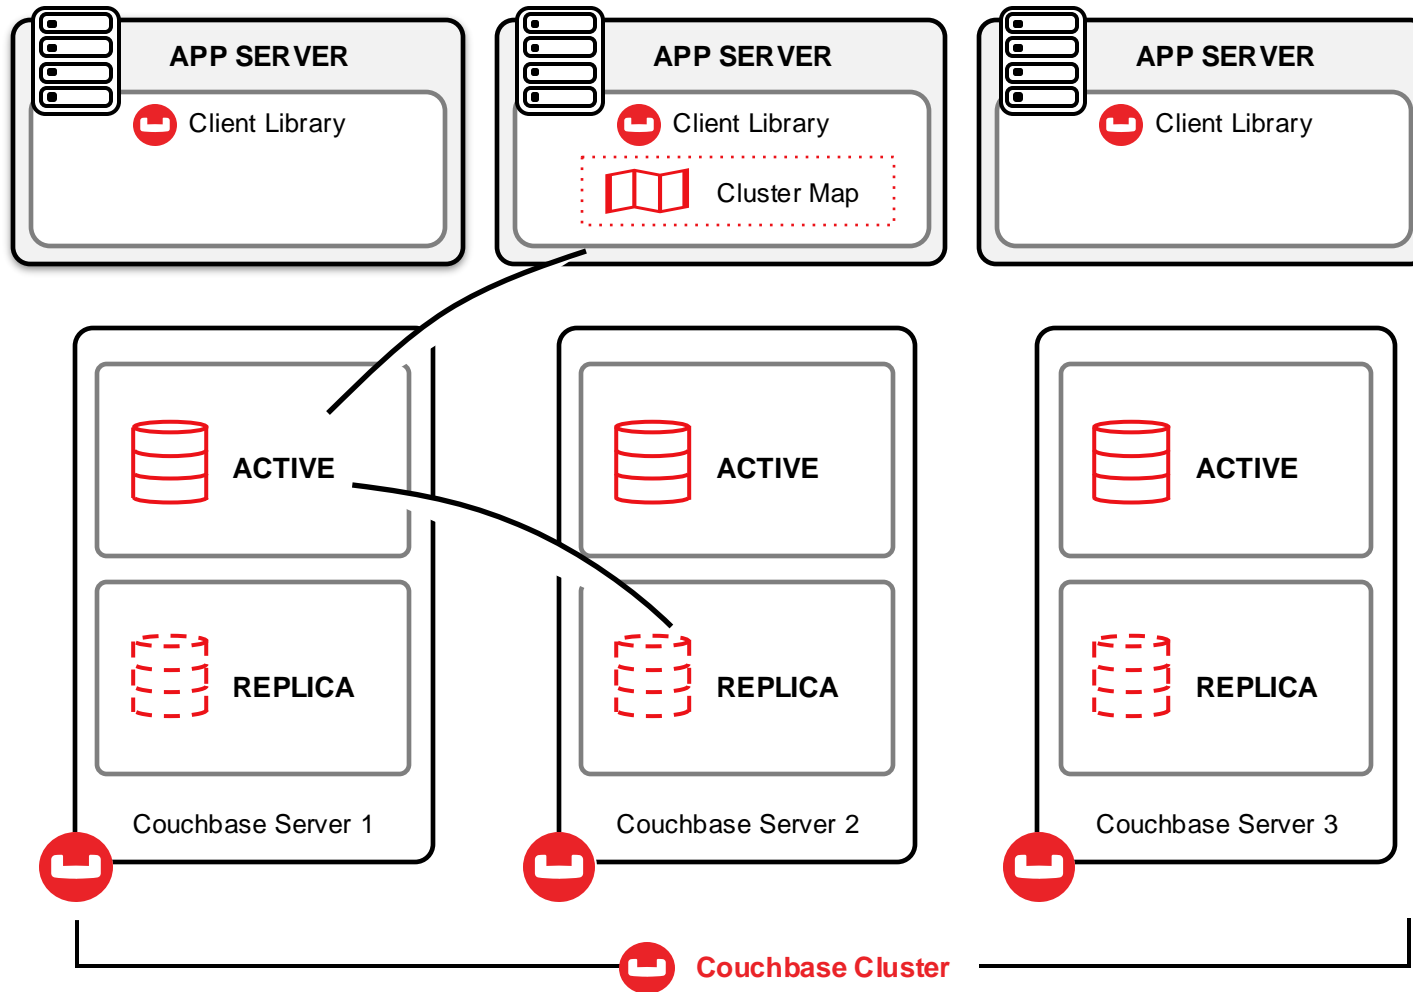 APP SERVER
APP SERVER
APP SERVER
Client Library
Client Library
Client Library
Cluster Map
ACTIVE
ACTIVE
ACTIVE
REPLICA
REPLICA
REPLICA
Couchbase Server 1
Couchbase Server 2
Couchbase Server 3
Couchbase Cluster